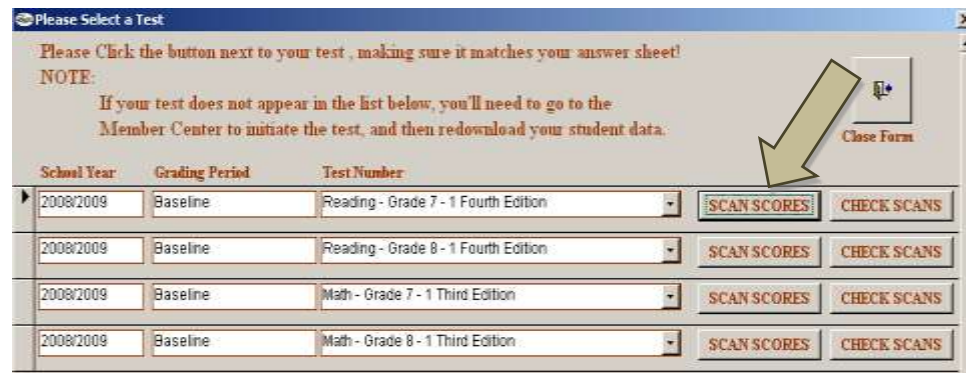 Please Select a Test
Please Click the button next to your test , making sure it matches your answer sheet!
NOTE:
If your test does not appear in the list below, you'll need to go to the
Member Center to initiate the test, and then redownload your student data.
Close Form
School Year Grading Period Test Number
2008/2009 Baseline Reading - Grade 7 - 1 Fourth Edition SCAN SCORES CHECK SCANS
2008/2009 Baseline Reading - Grade 8 - 1 Fourth Edition SCAN SCORES CHECK SCANS
2008/2009 Baseline Math - Grade 7 - 1 Third Edition SCAN SCORES CHECK SCANS
2008/2009 Baseline Math - Grade 8 - 1 Third Edition SCAN SCORES CHECK SCANS